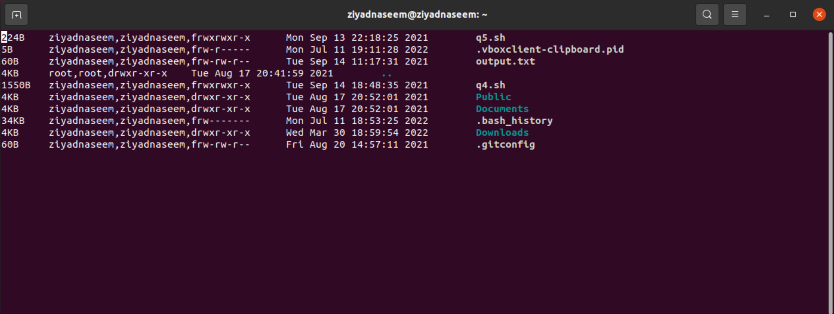 ziyadnaseem@ziyadnaseem: ~
224B ziyadnaseem,ziyadnaseem,frwxrwxr-x Mon Sep 13 22:18:25 2021 q5.sh
5B ziyadnaseem,ziyadnaseem,frw-r----- Mon Jul 11 19:11:28 2022 .vboxclient-clipboard.pid
60B ziyadnaseem,ziyadnaseem,frw-rw-r-- Tue Sep 14 11:17:31 2021 output.txt
4KB root,root,drwxr-xr-x Tue Aug 17 20:41:59 2021 ..
1550B ziyadnaseem,ziyadnaseem,frwxrwxr-x Tue Sep 14 18:48:35 2021 q4.sh
4KB ziyadnaseem,ziyadnaseem,drwxr-xr-x Tue Aug 17 20:52:01 2021 Public
4KB ziyadnaseem,ziyadnaseem,drwxr-xr-x Tue Aug 17 20:52:01 2021 Documents
34KB ziyadnaseem,ziyadnaseem,frw------- Mon Jul 11 18:53:25 2022 .bash_history
4KB ziyadnaseem,ziyadnaseem,drwxr-xr-x Wed Mar 30 18:59:54 2022 Downloads
60B ziyadnaseem,ziyadnaseem,frw-rw-r-- Fri Aug 20 14:57:11 2021 .gitconfig